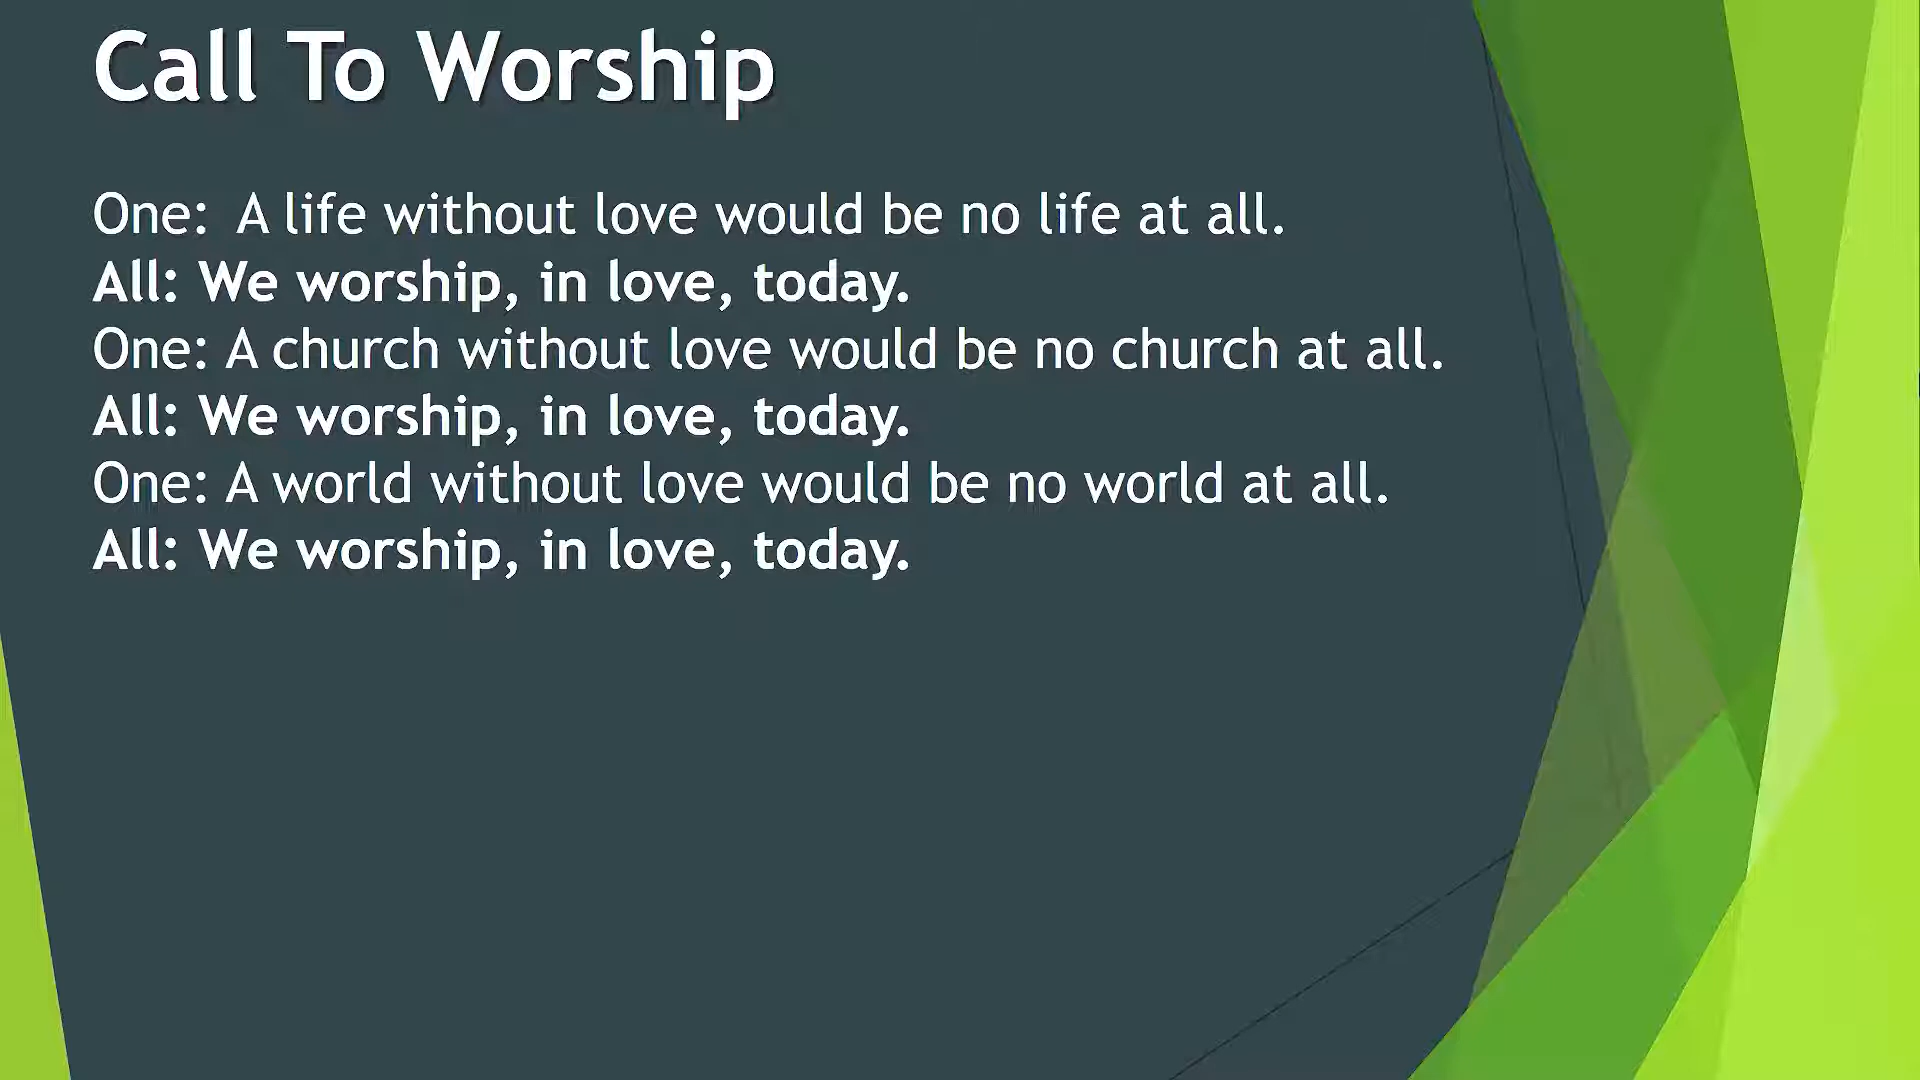 Call To Worship
One: A life without love would be no life at all.
All: We worship, in love, today.
One: A church without love would be no church at all.
All: We worship, in love, today.
One: A world without love would be no world at all.
All: We worship, in love, today.